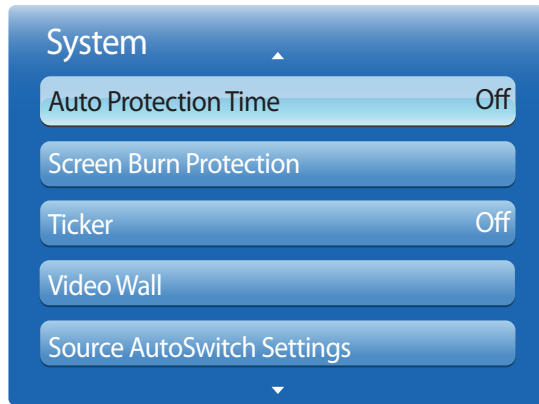 System
Auto Protection Time Off
Screen Burn Protection
Ticker Off
Video Wall
Source AutoSwitch Settings